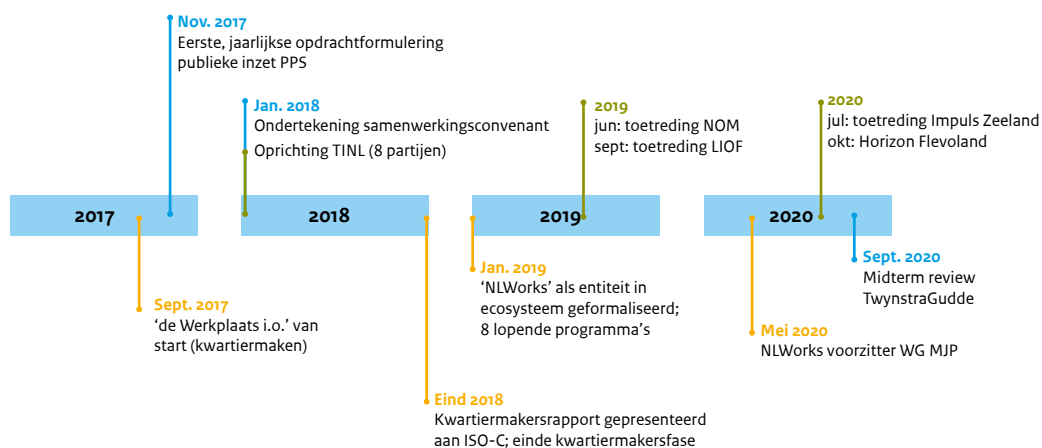 Nov. 2017
Eerste, jaarlijkse opdrachtformulering
publieke inzet PPS
Jan. 2018
Ondertekening samenwerkingsconvenant
Oprichting TINL (8 partijen)
2019
jun: toetreding NOM
sept: toetreding LIOF
2020
jul: toetreding Impuls Zeeland
okt: Horizon Flevoland
2017
2018
2019
2020
Sept. 2017
‘de Werkplaats i.o.’ van
start (kwartiermaken)
Eind 2018
Kwartiermakersrapport gepresenteerd
aan ISO-C; einde kwartiermakersfase
Jan. 2019
‘NLWorks’ als entiteit in
ecosysteem geformaliseerd;
8 lopende programma’s
Mei 2020
NLWorks voorzitter WG MJP
Sept. 2020
Midterm review
TwynstraGudde